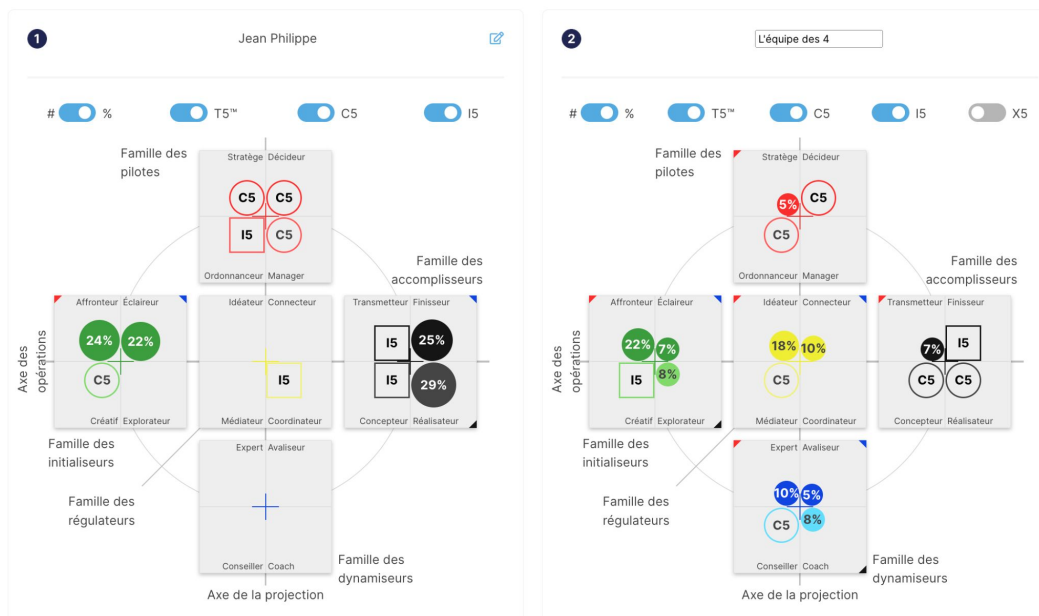 1
Jean Philippe
# % T5™ C5 I5
Famille des
pilotes
Stratège Décideur
C5 C5
I5 C5
Ordonnanceur Manager
Famille des
accomplisseurs
Axe des
opérations
Affronteur Éclaireur
24% 22%
C5
Créatif Explorateur
Idéateur Connecteur
I5
Médiateur Coordinateur
Transmetteur Finisseur
I5 25%
I5 29%
Concepteur Réalisateur
Famille des
initialiseurs
Famille des
régulateurs
Expert Avaliseur
Conseiller Coach
Famille des
dynamiseurs
Axe de la projection
2
L'équipe des 4
# % T5™ C5 I5 X5
Famille des
pilotes
Stratège Décideur
5% C5
C5
Ordonnanceur Manager
Famille des
accomplisseurs
Axe des
opérations
Affronteur Éclaireur
22% 7%
I5 8%
Créatif Explorateur
Idéateur Connecteur
18% 10%
C5
Médiateur Coordinateur
Transmetteur Finisseur
7% I5
C5 C5
Concepteur Réalisateur
Famille des
initialiseurs
Famille des
régulateurs
Expert Avaliseur
10% 5%
C5 8%
Conseiller Coach
Famille des
dynamiseurs
Axe de la projection